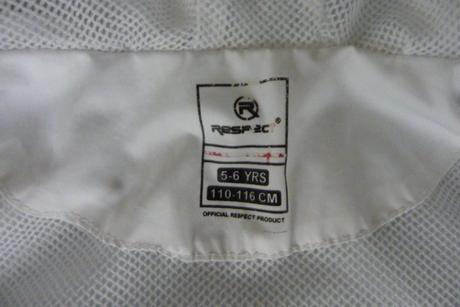 R
ReSPECT®
5-6 YRS
110-116 CM
OFFICIAL RESPECT PRODUCT